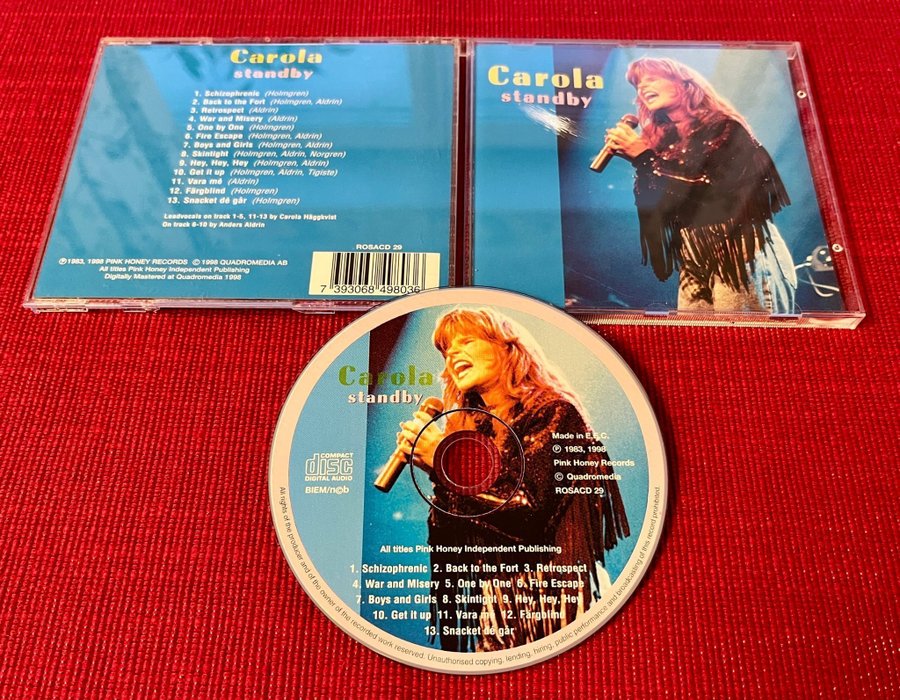 Carola
standby
1. Schizophrenic (Holmgren)
2. Back to the Fort (Holmgren, Aldrin)
3. Retrospect (Aldrin)
4. War and Misery (Aldrin)
5. One by One (Holmgren)
6. Fire Escape (Holmgren, Aldrin)
7. Boys and Girls (Holmgren, Aldrin)
8. Skintight (Holmgren, Aldrin, Norgren)
9. Hey, Hey, Hey (Holmgren, Aldrin)
10. Get it up (Holmgren, Aldrin, Tigiste)
11. Vara mé (Aldrin)
12. Färgblind (Holmgren)
13. Snacket dé går (Holmgren)
Leadvocals on track 1-5, 11-13 by Carola Häggkvist
On track 6-10 by Anders Aldrin
ROSACD 29
℗ 1983, 1998 PINK HONEY RECORDS © 1998 QUADROMEDIA AB
All titles Pink Honey Independent Publishing
Digitally Mastered at Quadromedia 1998
7 393068 498036
Carola
standby
Carola
standby
COMPACT
disc
DIGITAL AUDIO
BIEM/n©b
Made in E.E.C.
℗ 1983, 1998
Pink Honey Records
© Quadromedia
ROSACD 29
All titles Pink Honey Independent Publishing
1. Schizophrenic 2. Back to the Fort 3. Retrospect
4. War and Misery 5. One by One 6. Fire Escape
7. Boys and Girls 8. Skintight 9. Hey, Hey, Hey
10. Get it up 11. Vara mé 12. Färgblind
13. Snacket dé går
All rights of the producer and of the owner of the recorded work reserved. Unauthorised copying, lending, hiring, public performance and broadcasting of this record prohibited.